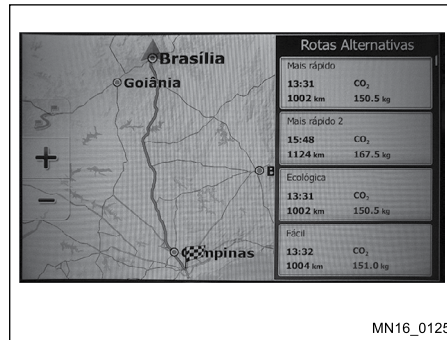 Brasília
Goiânia
B
mpinas
+
−
Rotas Alternativas
Mais rápido
13:31 CO₂
1002 km 150.5 kg
Mais rápido 2
15:48 CO₂
1124 km 167.5 kg
Ecológica
13:31 CO₂
1002 km 150.5 kg
Fácil
13:32 CO₂
1004 km 151.0 kg
MN16_0125